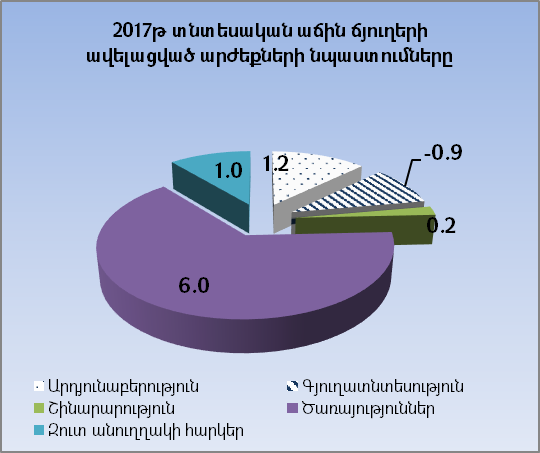 2017թ տնտեսական աճին ճյուղերի
ավելացված արժեքների նպաստումները
1.0
1.2
-0.9
0.2
6.0
Արդյունաբերություն
Գյուղատնտեսություն
Շինարարություն
Ծառայություններ
Զուտ անուղղակի հարկեր